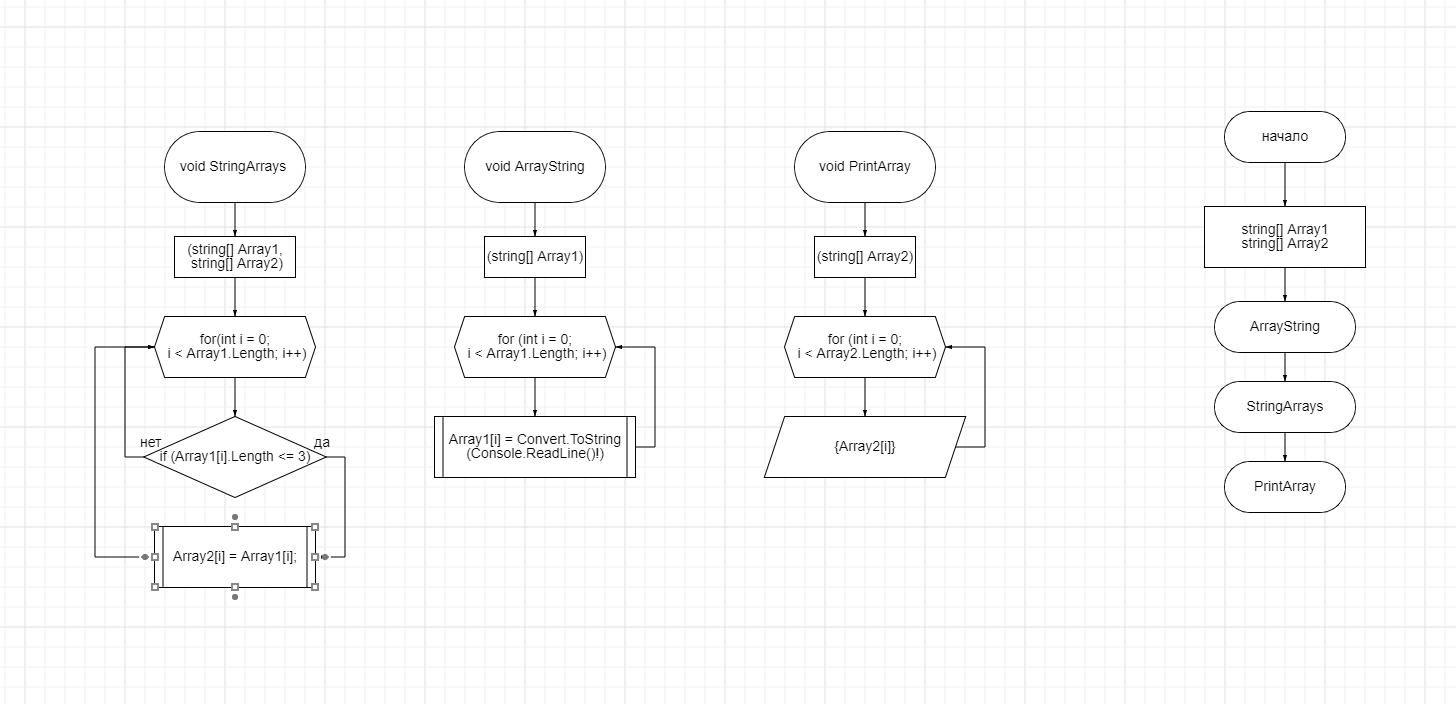 void StringArrays
(string[] Array1,
string[] Array2)
for(int i = 0;
i < Array1.Length; i++)
нет
да
if (Array1[i].Length <= 3)
Array2[i] = Array1[i];
void ArrayString
(string[] Array1)
for (int i = 0;
i < Array1.Length; i++)
Array1[i] = Convert.ToString
(Console.ReadLine()!)
void PrintArray
(string[] Array2)
for (int i = 0;
i < Array2.Length; i++)
{Array2[i]}
начало
string[] Array1
string[] Array2
ArrayString
StringArrays
PrintArray